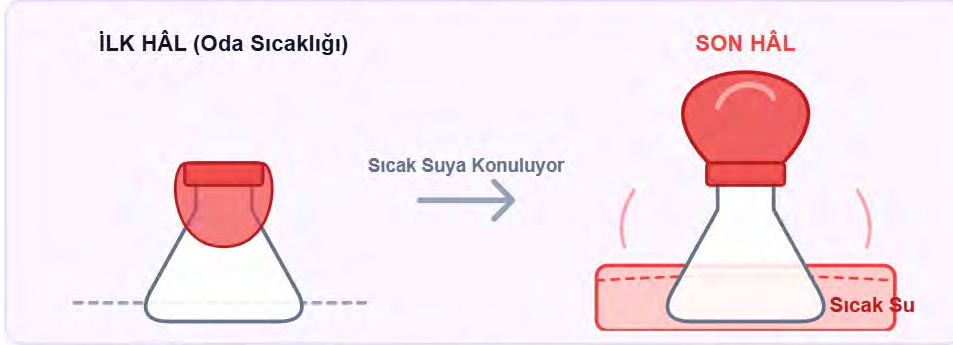 İLK HÂL (Oda Sıcaklığı)
SON HÂL
Sıcak Suya Konuluyor
Sıcak Su